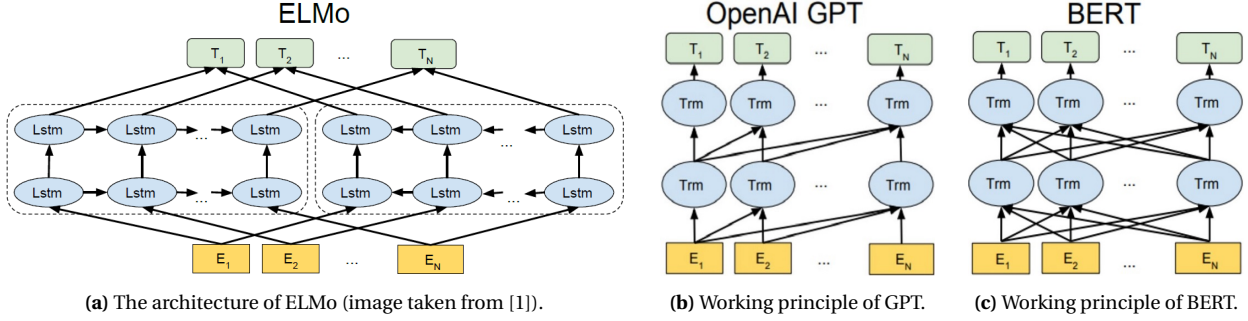 ELMo
T1 T2 ... TN
Lstm Lstm ... Lstm Lstm Lstm ... Lstm
Lstm Lstm ... Lstm Lstm Lstm ... Lstm
E1 E2 ... EN
(a) The architecture of ELMo (image taken from [1]).
OpenAI GPT
T1 T2 ... TN
Trm Trm ... Trm
Trm Trm ... Trm
E1 E2 ... EN
(b) Working principle of GPT.
BERT
T1 T2 ... TN
Trm Trm ... Trm
Trm Trm ... Trm
E1 E2 ... EN
(c) Working principle of BERT.